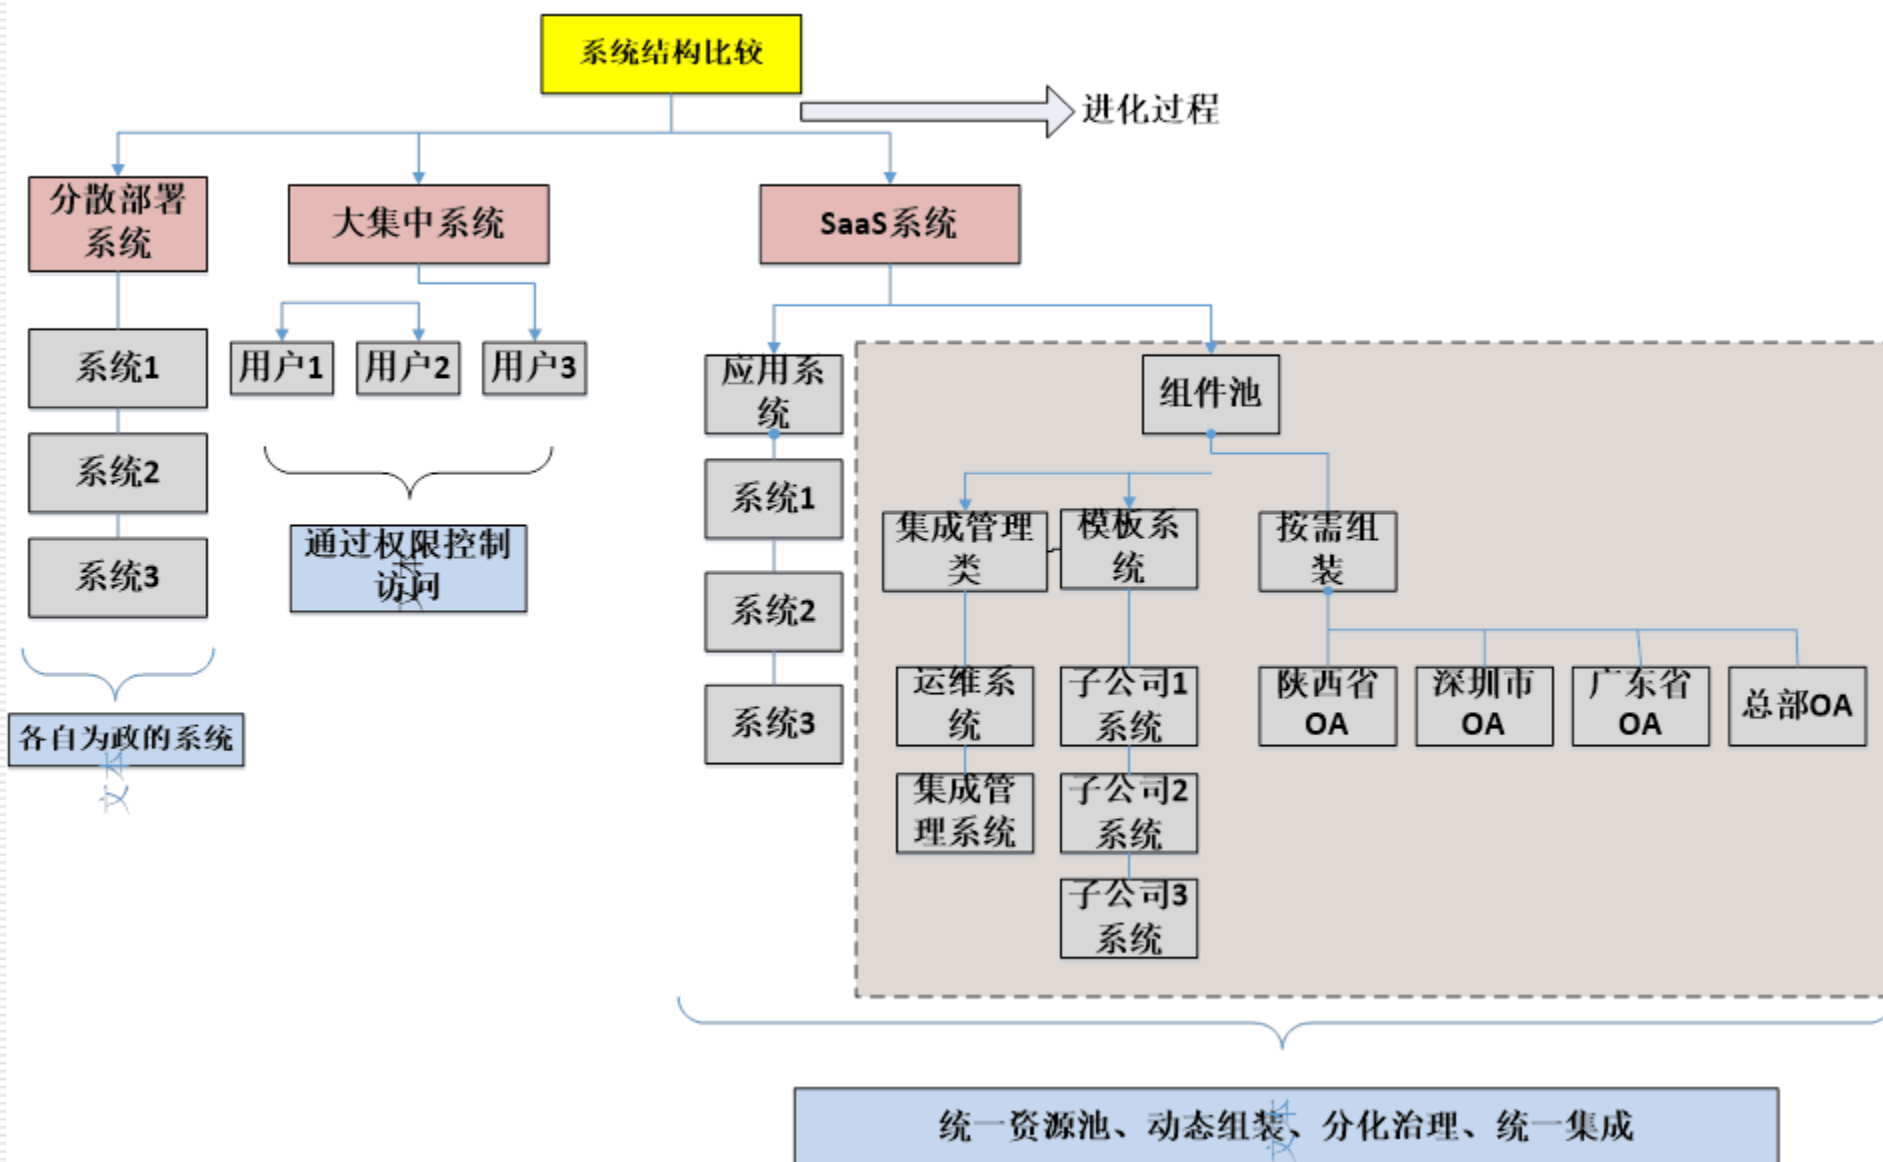 系统结构比较
进化过程
分散部署
系统
大集中系统
SaaS系统
系统1
系统2
系统3
各自为政的系统
文本
用户1
用户2
用户3
通过权限控制
访问
文本
应用系
统
系统1
系统2
系统3
组件池
集成管理
类
模板系
统
按需组
装
运维系
统
集成管
理系统
子公司1
系统
子公司2
系统
子公司3
系统
陕西省
OA
深圳市
OA
广东省
OA
总部OA
统一资源池、动态组装、分化治理、统一集成
文本